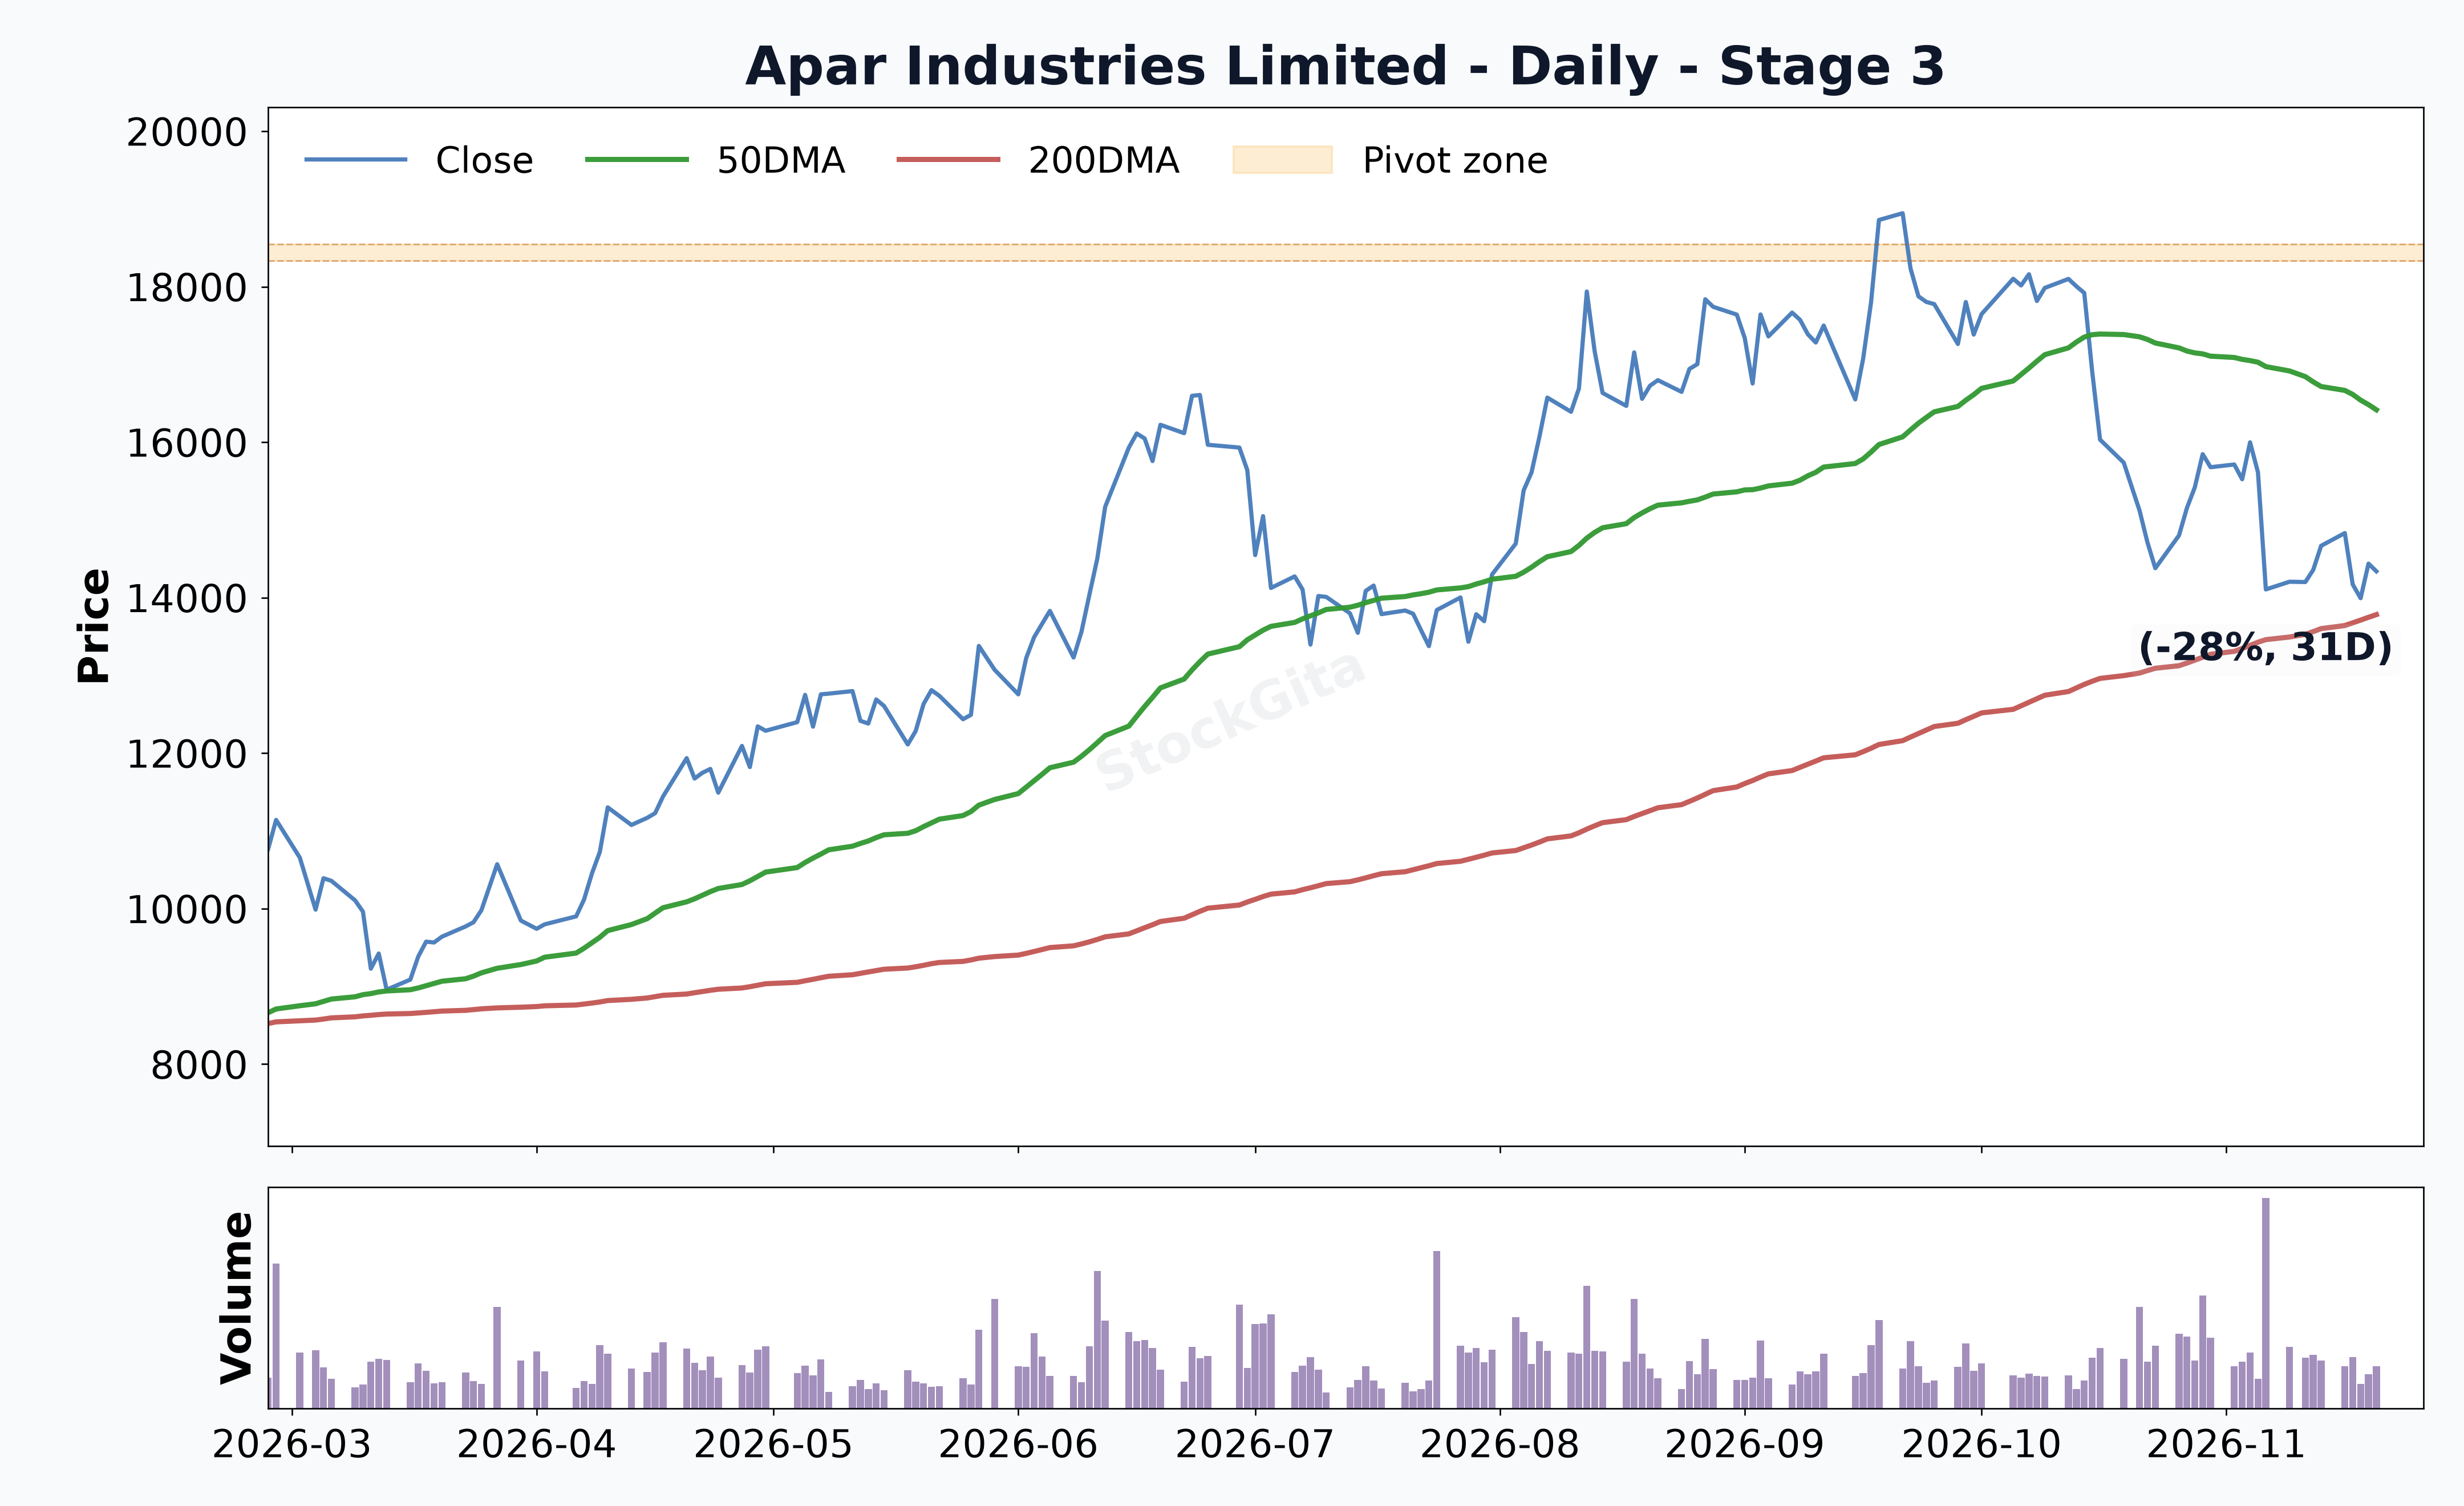 Apar Industries Limited - Daily - Stage 3
Close 50DMA 200DMA Pivot zone
20000
18000
16000
14000
12000
10000
8000
Price
(-28%, 31D)
StockGita
Volume
2026-03 2026-04 2026-05 2026-06 2026-07 2026-08 2026-09 2026-10 2026-11